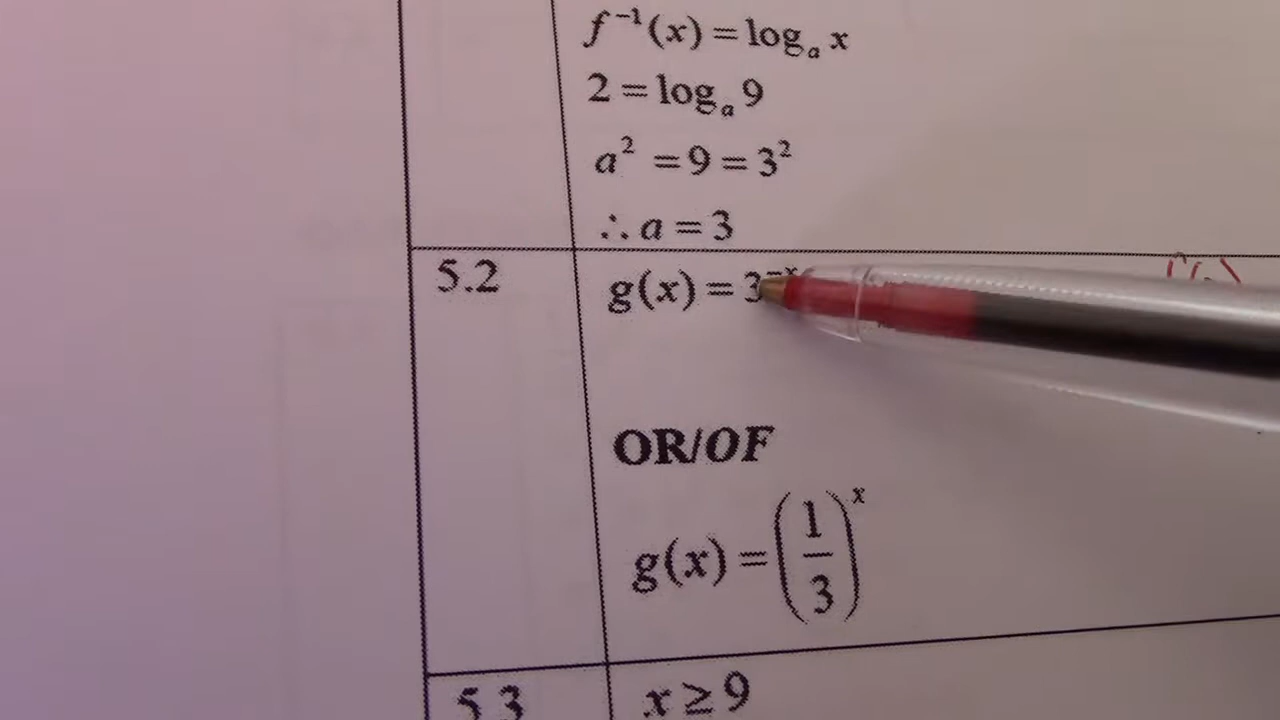 f⁻¹(x) = logₐ x
2 = logₐ 9
a² = 9 = 3²
∴ a = 3
5.2 g(x) = 3⁻ˣ
OR/OF
g(x) = (1/3)ˣ
5.3 x ≥ 9